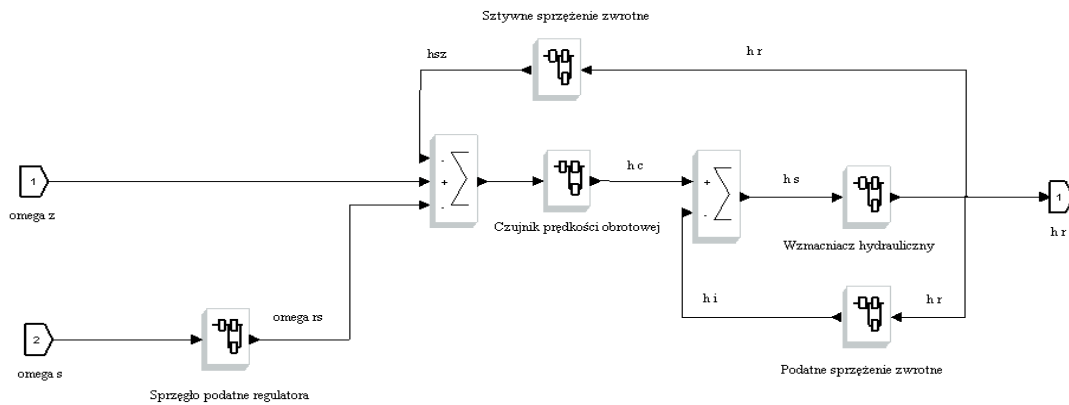 Sztywne sprzężenie zwrotne
hsz
h r
-
+
-
1
omega z
h c
Czujnik prędkości obrotowej
+
-
h s
Wzmacniacz hydrauliczny
1
h r
h i
h r
Podatne sprzężenie zwrotne
omega rs
2
omega s
Sprzęgło podatne regulatora